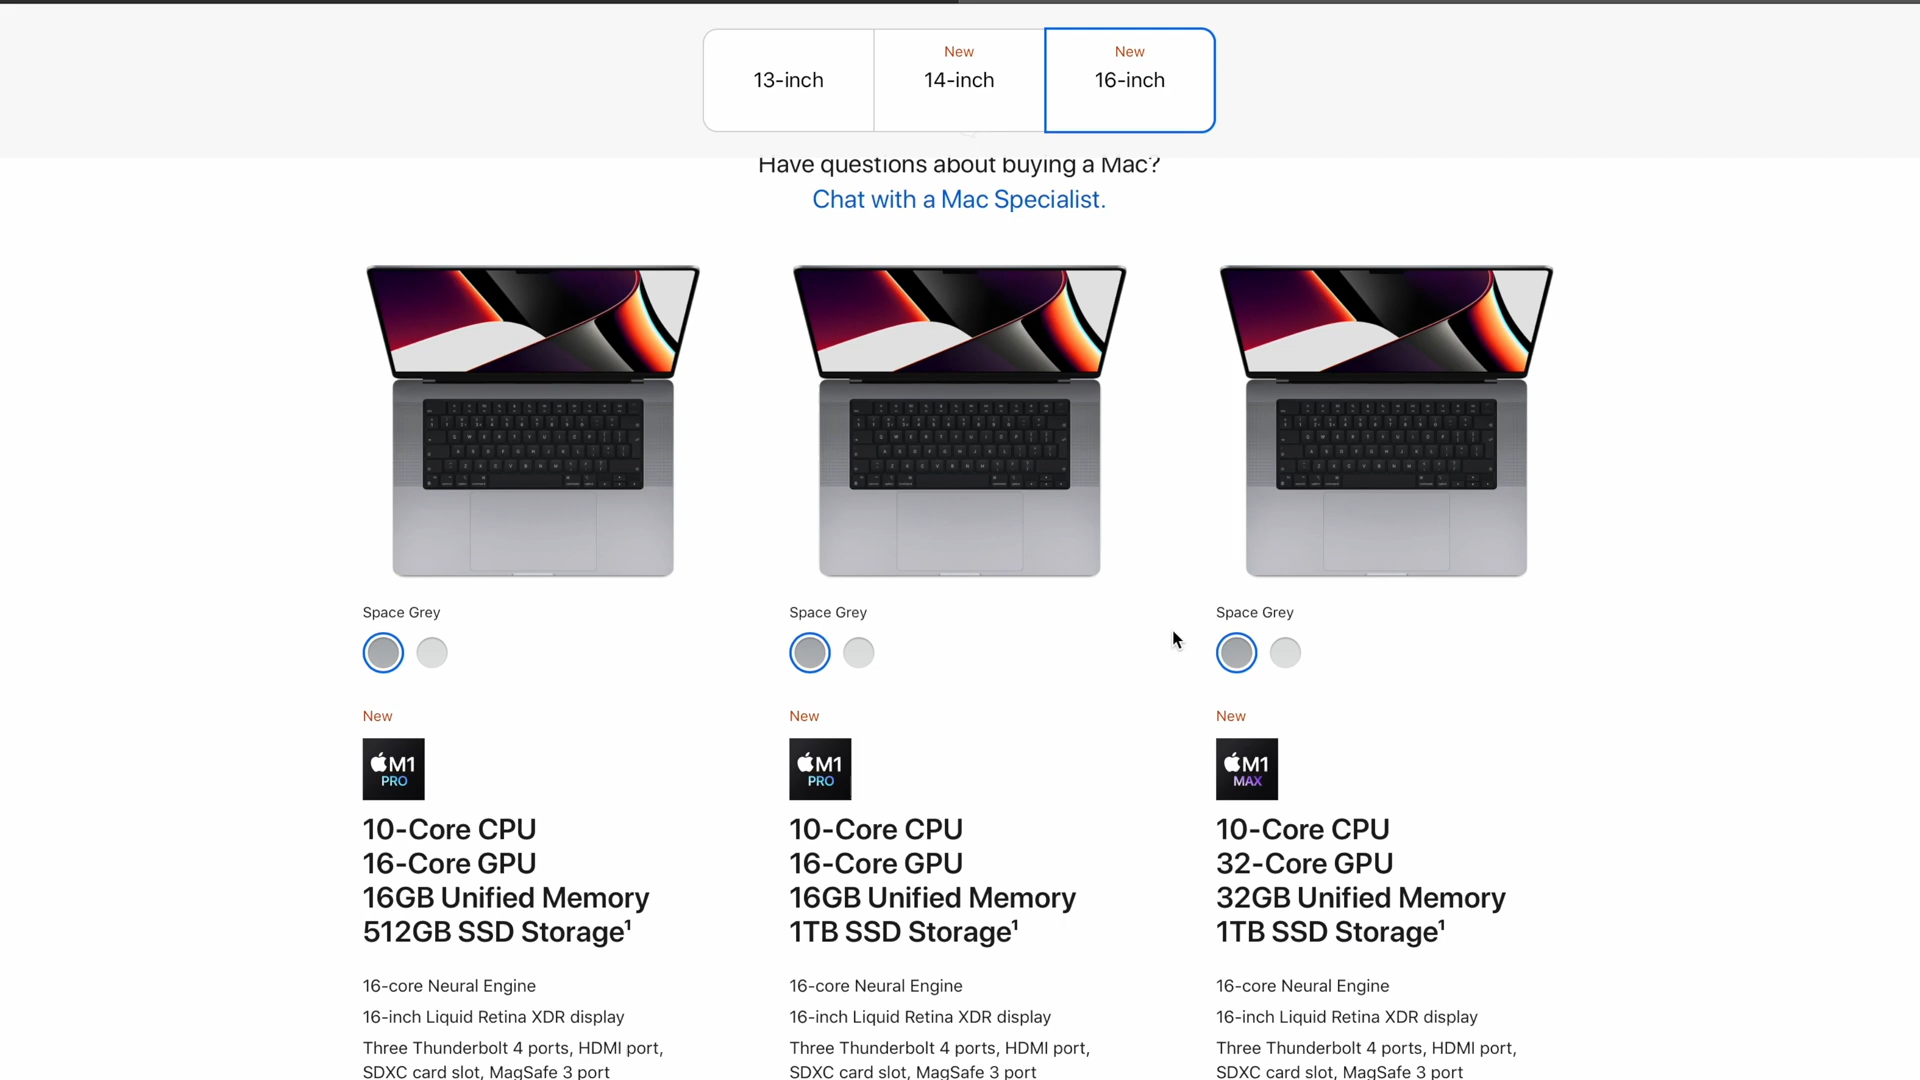 New
New
13-inch
14-inch
16-inch
Have questions about buying a Mac?
Chat with a Mac Specialist.
Space Grey
Space Grey
Space Grey
New
New
New
M1
PRO
M1
PRO
M1
MAX
10-Core CPU
16-Core GPU
16GB Unified Memory
512GB SSD Storage¹
10-Core CPU
16-Core GPU
16GB Unified Memory
1TB SSD Storage¹
10-Core CPU
32-Core GPU
32GB Unified Memory
1TB SSD Storage¹
16-core Neural Engine
16-inch Liquid Retina XDR display
Three Thunderbolt 4 ports, HDMI port,
SDXC card slot, MagSafe 3 port
16-core Neural Engine
16-inch Liquid Retina XDR display
Three Thunderbolt 4 ports, HDMI port,
SDXC card slot, MagSafe 3 port
16-core Neural Engine
16-inch Liquid Retina XDR display
Three Thunderbolt 4 ports, HDMI port,
SDXC card slot, MagSafe 3 port